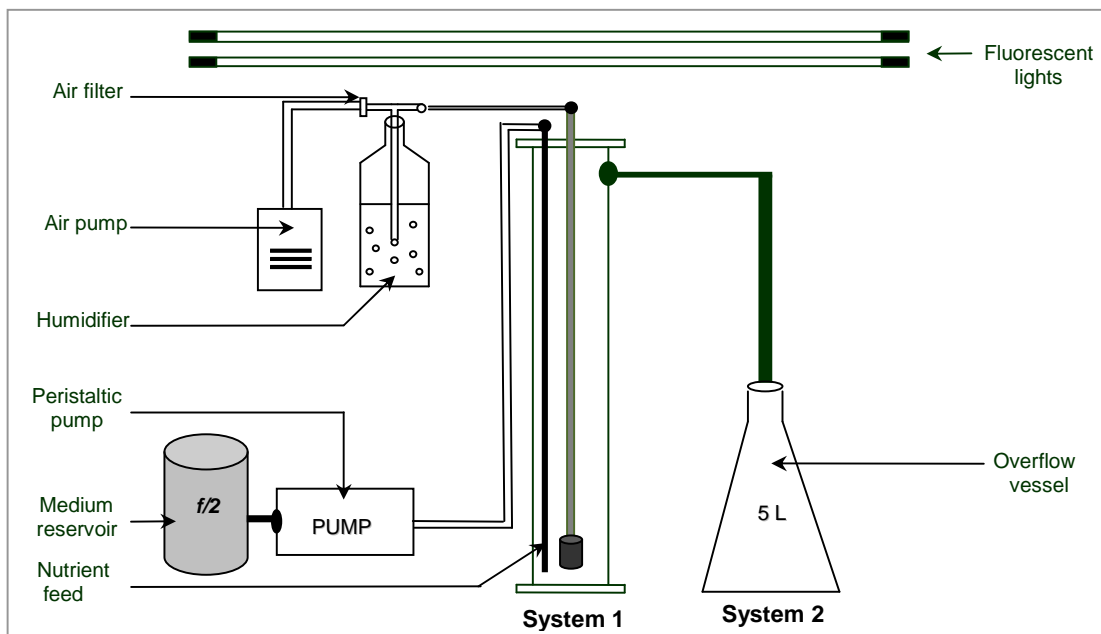 Fluorescent
lights
Air filter
Air pump
Humidifier
Peristaltic
pump
Medium
reservoir
f/2
PUMP
Nutrient
feed
Overflow
vessel
5 L
System 1
System 2